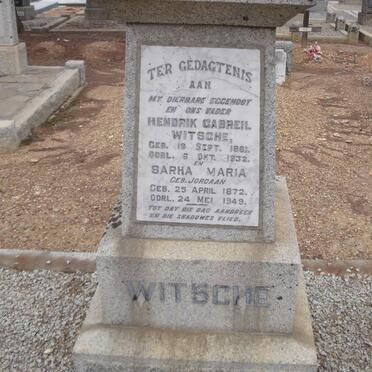 TER GEDAGTENIS
AAN
MY DIERBARE EGGENOOT
EN ONS VADER
HENDRIK GABREIL
WITSCHE,
GEB. 19 SEPT. 1861.
OORL. 6 OKT. 1932.
EN
SARHA MARIA
GEB. JORDAAN
GEB. 25 APRIL 1872.
OORL. 24 MEI 1949.
TOT DAT DIE DAG AANBREEK
EN DIE SKADUWES VLIED.
WITSCHE